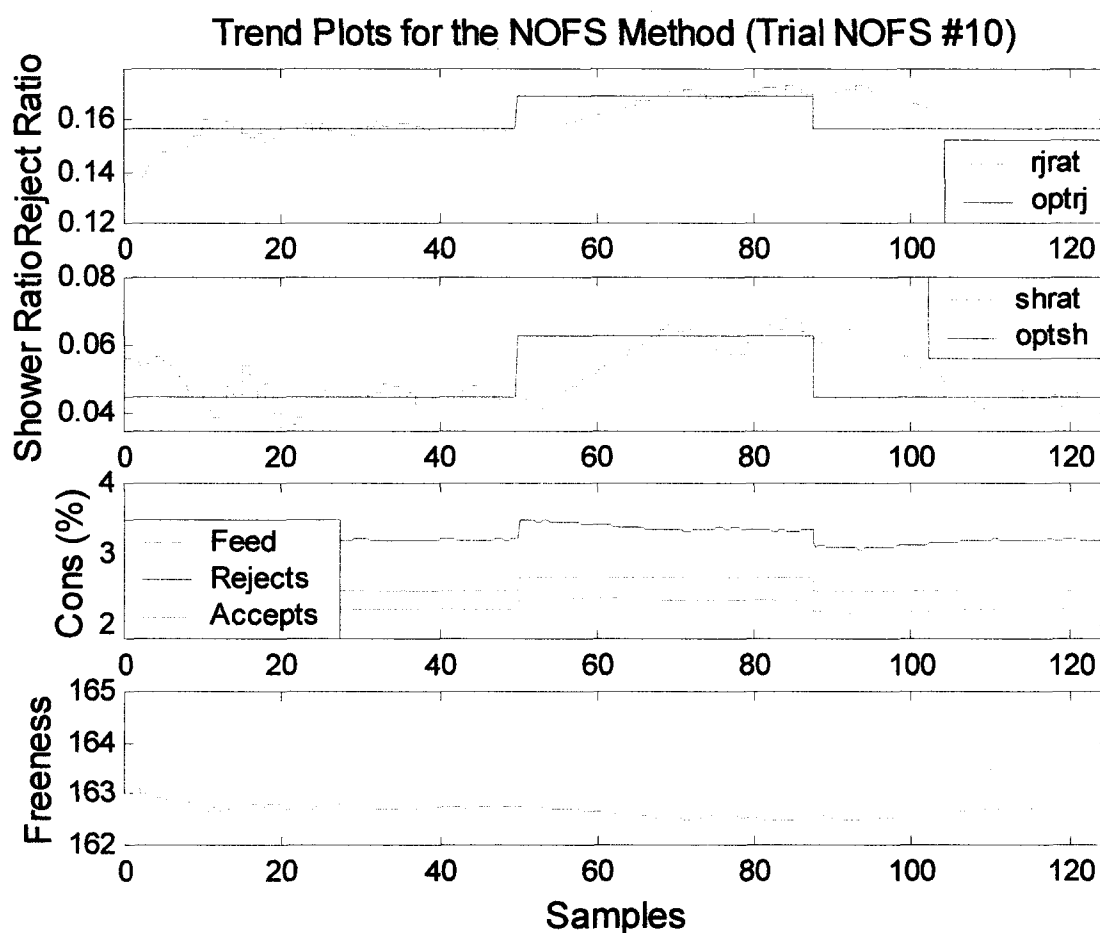 Trend Plots for the NOFS Method (Trial NOFS #10)
Reject Ratio
0.16
0.14
0.12
rjrat
optrj
0 20 40 60 80 100 120
Shower Ratio
0.08
0.06
0.04
shrat
optsh
0 20 40 60 80 100 120
Cons (%)
4
3
2
Feed
Rejects
Accepts
0 20 40 60 80 100 120
Freeness
165
164
163
162
0 20 40 60 80 100 120
Samples